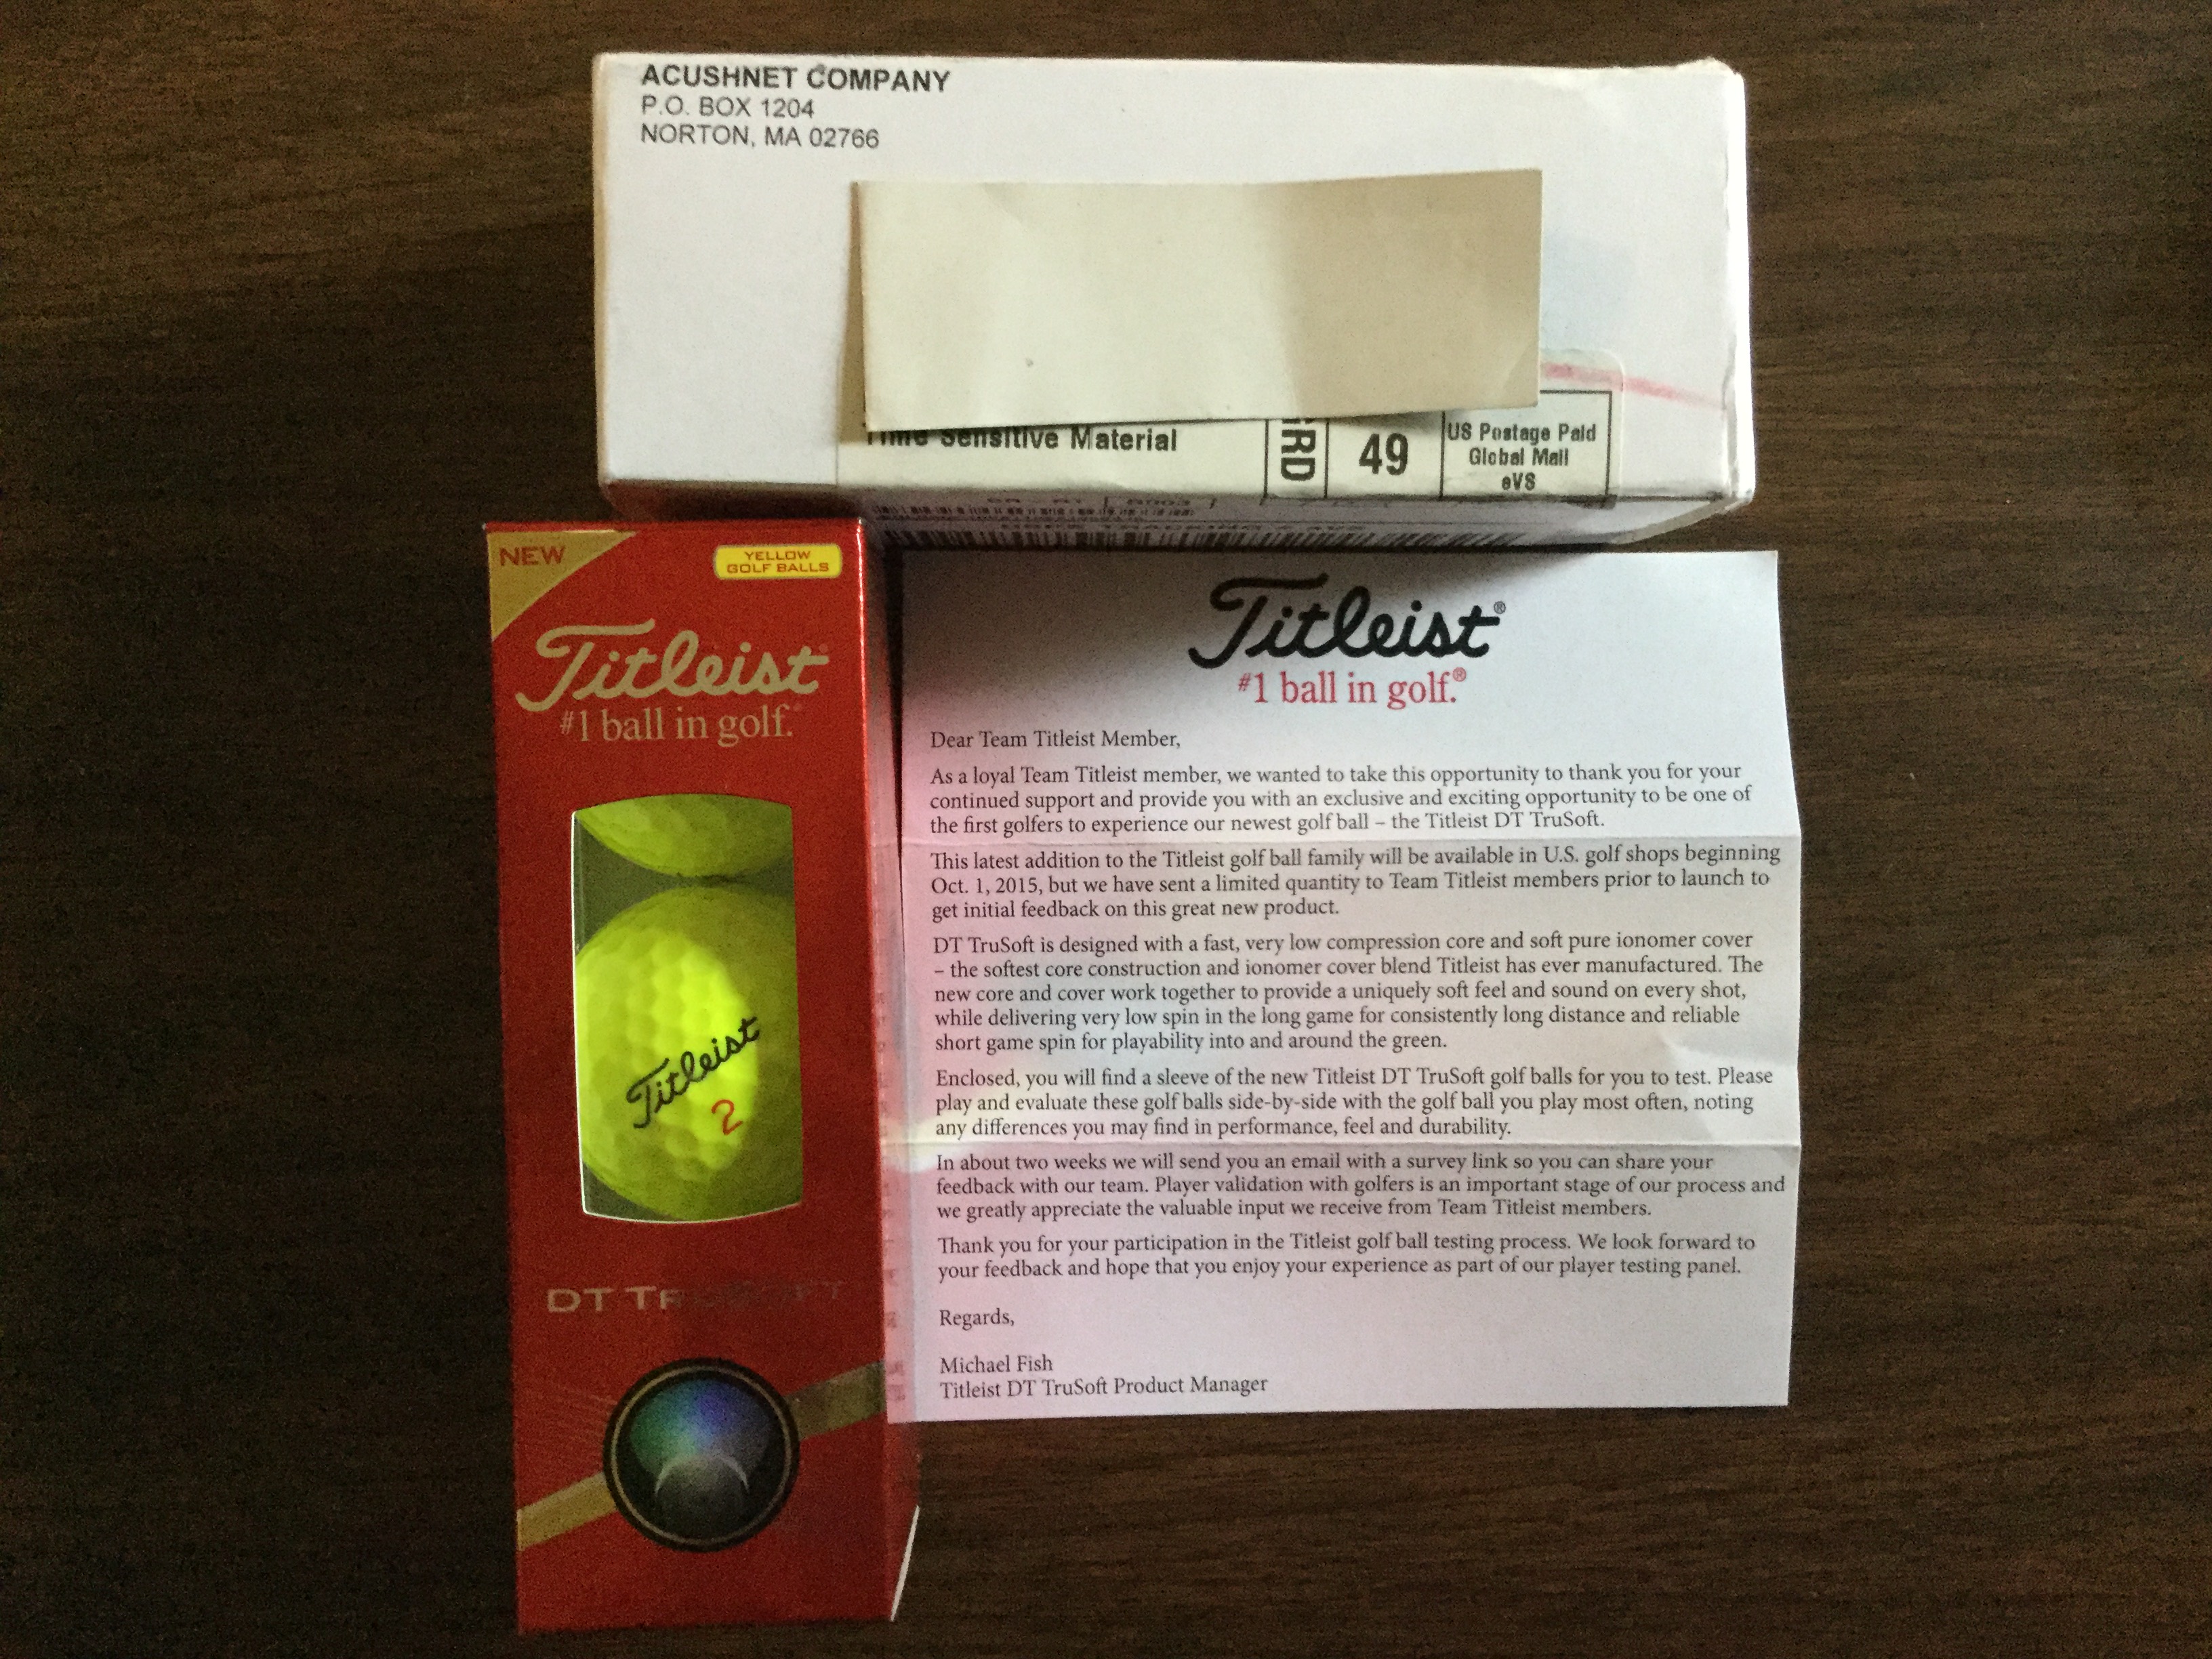 ACUSHNET COMPANY
P.O. BOX 1204
NORTON, MA 02766
Time Sensitive Material
RD
49
US Postage Paid
Global Mail
eVS
NEW
YELLOW
GOLF BALLS
Titleist
#1 ball in golf.
Titleist
2
DT TruSoft
Titleist®
#1 ball in golf.®
Dear Team Titleist Member,
As a loyal Team Titleist member, we wanted to take this opportunity to thank you for your
continued support and provide you with an exclusive and exciting opportunity to be one of
the first golfers to experience our newest golf ball – the Titleist DT TruSoft.
This latest addition to the Titleist golf ball family will be available in U.S. golf shops beginning
Oct. 1, 2015, but we have sent a limited quantity to Team Titleist members prior to launch to
get initial feedback on this great new product.
DT TruSoft is designed with a fast, very low compression core and soft pure ionomer cover
– the softest core construction and ionomer cover blend Titleist has ever manufactured. The
new core and cover work together to provide a uniquely soft feel and sound on every shot,
while delivering very low spin in the long game for consistently long distance and reliable
short game spin for playability into and around the green.
Enclosed, you will find a sleeve of the new Titleist DT TruSoft golf balls for you to test. Please
play and evaluate these golf balls side-by-side with the golf ball you play most often, noting
any differences you may find in performance, feel and durability.
In about two weeks we will send you an email with a survey link so you can share your
feedback with our team. Player validation with golfers is an important stage of our process and
we greatly appreciate the valuable input we receive from Team Titleist members.
Thank you for your participation in the Titleist golf ball testing process. We look forward to
your feedback and hope that you enjoy your experience as part of our player testing panel.
Regards,
Michael Fish
Titleist DT TruSoft Product Manager